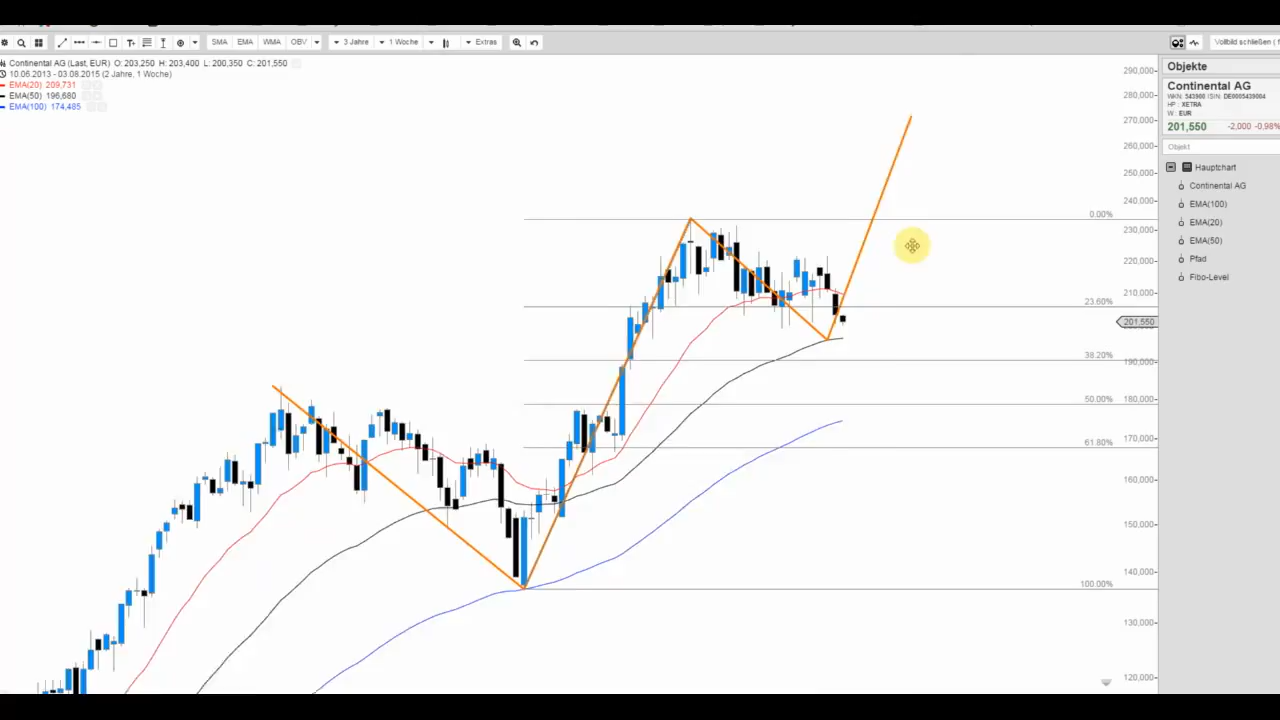 SMA EMA WMA OBV 3 Jahre 1 Woche Extras Vollbild schließen (
Continental AG (Last, EUR) O: 203,250 H: 203,400 L: 200,350 C: 201,550
10.06.2013 - 03.08.2015 (2 Jahre, 1 Woche)
EMA(20) 209,731
EMA(50) 196,680
EMA(100) 174,485
290,000
280,000
270,000
260,000
250,000
240,000
230,000
220,000
210,000
201,550
190,000
180,000
170,000
160,000
150,000
140,000
130,000
120,000
0.00%
23.60%
38.20%
50.00%
61.80%
100.00%
Objekte
Continental AG
WKN: 543900 ISIN: DE0005439004
HP : XETRA
W : EUR
201,550 -2,000 -0,98%
Objekt
Hauptchart
Continental AG
EMA(100)
EMA(20)
EMA(50)
Pfad
Fibo-Level